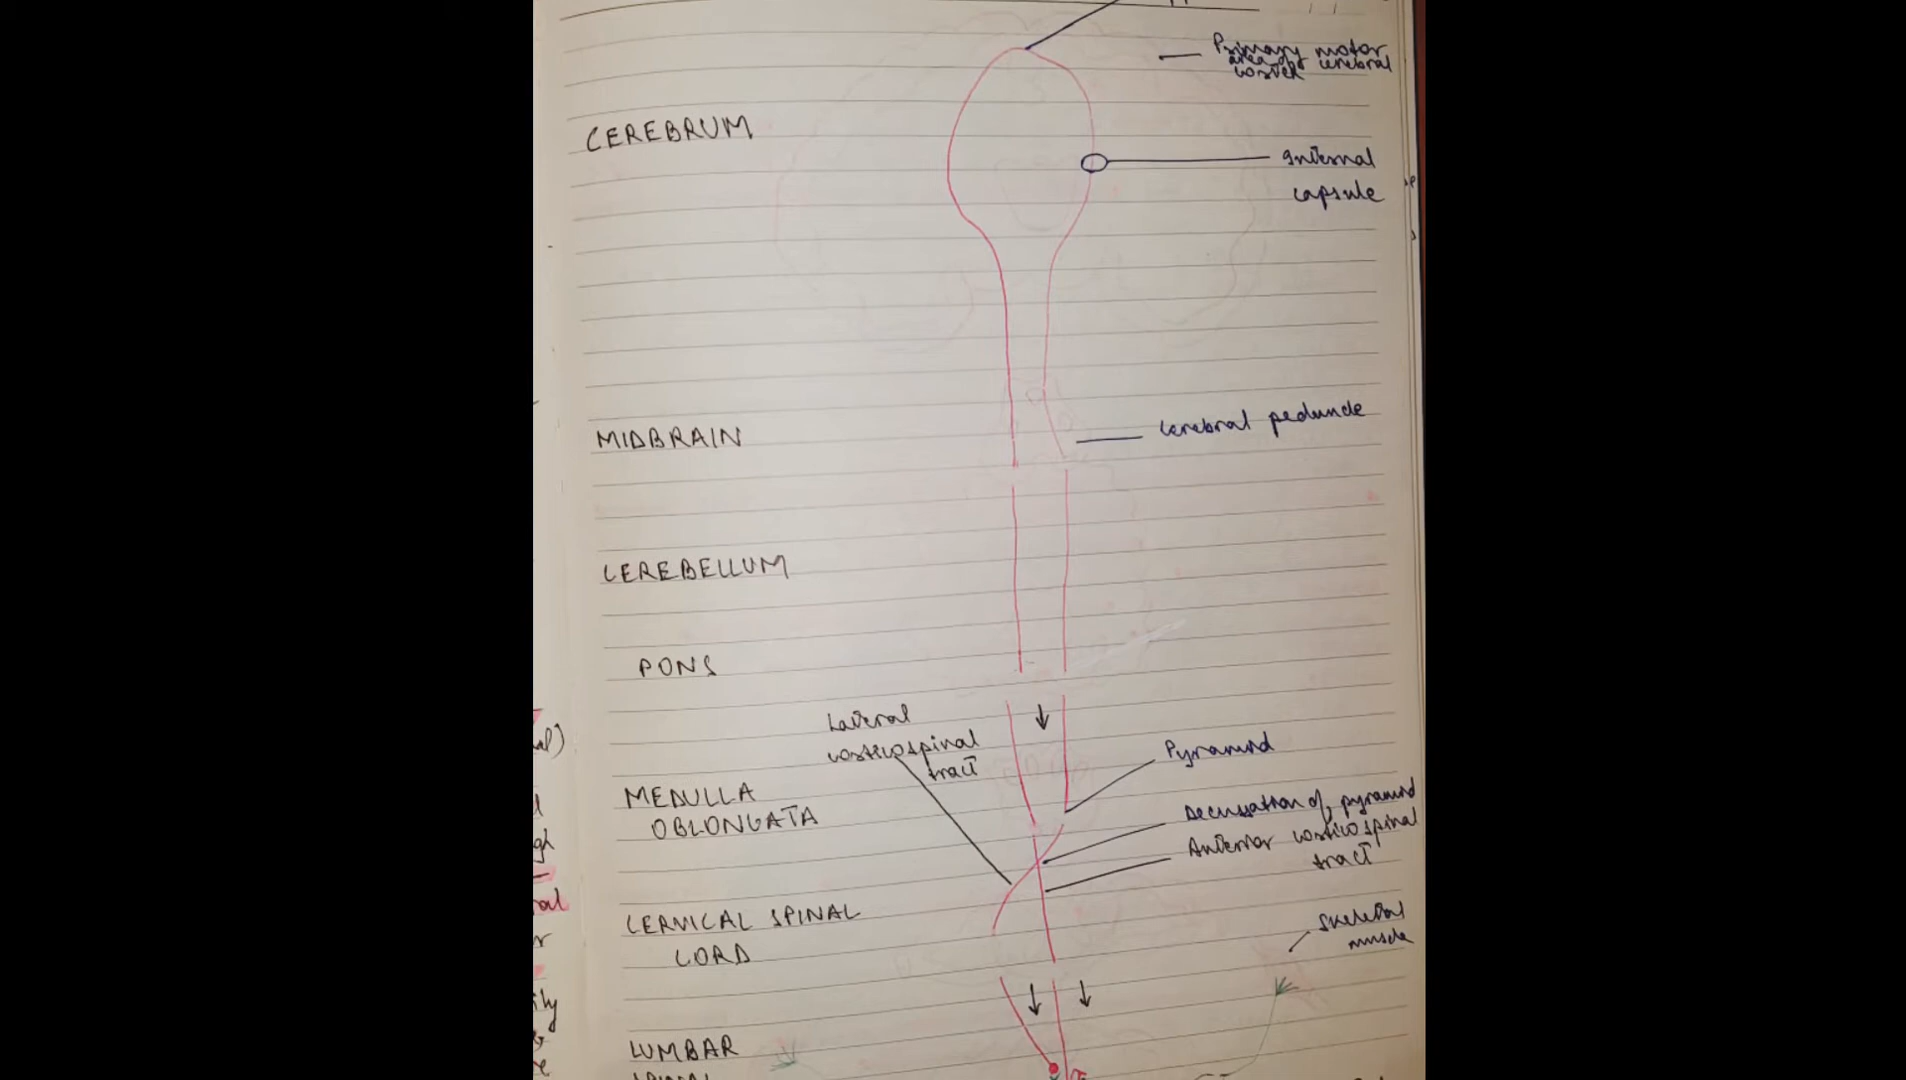 Primary motor
area of cerebral
cortex
CEREBRUM
Internal
capsule
MIDBRAIN
Cerebral peduncle
CEREBELLUM
PONS
Lateral
corticospinal
tract
Pyramid
MEDULLA
OBLONGATA
Decussation of pyramid
Anterior corticospinal
tract
CERVICAL SPINAL
CORD
Skeletal
muscle
LUMBAR
SPINAL